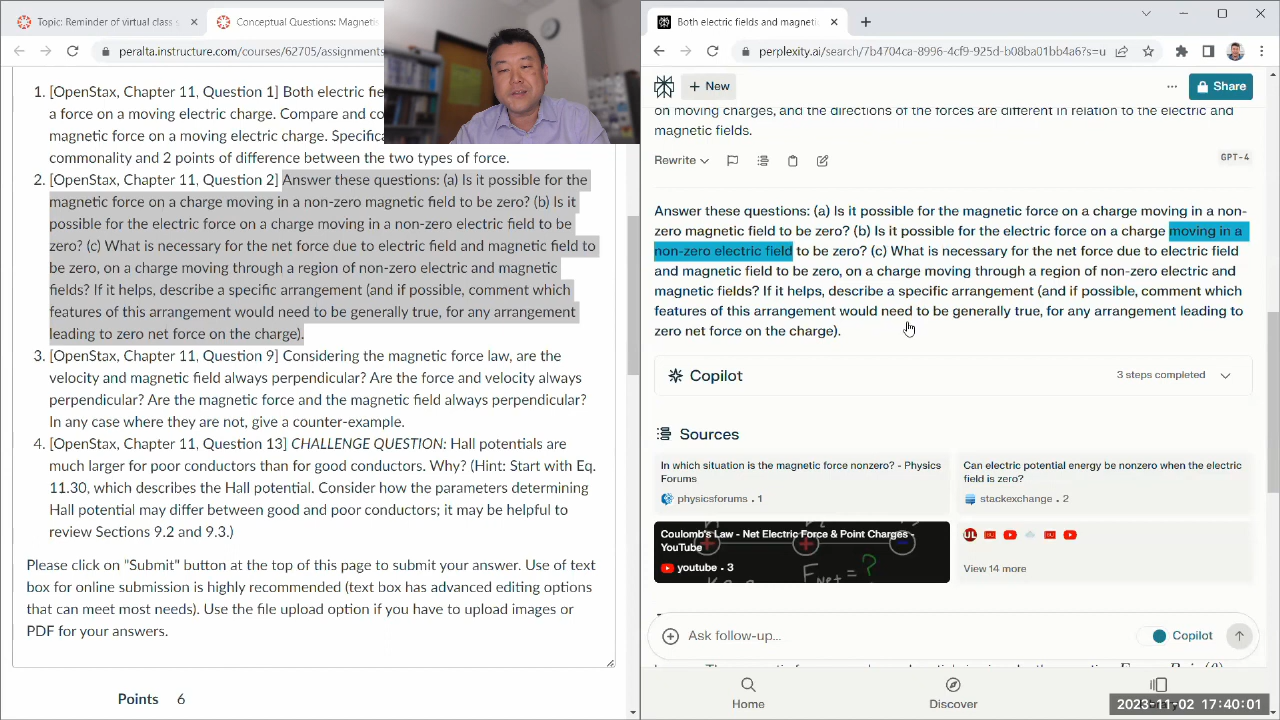 Topic: Reminder of virtual class s
Conceptual Questions: Magnetis
peralta.instructure.com/courses/62705/assignments
1. [OpenStax, Chapter 11, Question 1] Both electric fie
a force on a moving electric charge. Compare and co
magnetic force on a moving electric charge. Specifica
commonality and 2 points of difference between the two types of force.
2. [OpenStax, Chapter 11, Question 2] Answer these questions: (a) Is it possible for the
magnetic force on a charge moving in a non-zero magnetic field to be zero? (b) Is it
possible for the electric force on a charge moving in a non-zero electric field to be
zero? (c) What is necessary for the net force due to electric field and magnetic field to
be zero, on a charge moving through a region of non-zero electric and magnetic
fields? If it helps, describe a specific arrangement (and if possible, comment which
features of this arrangement would need to be generally true, for any arrangement
leading to zero net force on the charge).
3. [OpenStax, Chapter 11, Question 9] Considering the magnetic force law, are the
velocity and magnetic field always perpendicular? Are the force and velocity always
perpendicular? Are the magnetic force and the magnetic field always perpendicular?
In any case where they are not, give a counter-example.
4. [OpenStax, Chapter 11, Question 13] CHALLENGE QUESTION: Hall potentials are
much larger for poor conductors than for good conductors. Why? (Hint: Start with Eq.
11.30, which describes the Hall potential. Consider how the parameters determining
Hall potential may differ between good and poor conductors; it may be helpful to
review Sections 9.2 and 9.3.)
Please click on "Submit" button at the top of this page to submit your answer. Use of text
box for online submission is highly recommended (text box has advanced editing options
that can meet most needs). Use the file upload option if you have to upload images or
PDF for your answers.
Points 6
Both electric fields and magneti
perplexity.ai/search/7b4704ca-8996-4cf9-925d-b08ba01bb4a6?s=u
New
Share
on moving charges, and the directions of the forces are different in relation to the electric and
magnetic fields.
Rewrite
GPT-4
Answer these questions: (a) Is it possible for the magnetic force on a charge moving in a non-
zero magnetic field to be zero? (b) Is it possible for the electric force on a charge moving in a
non-zero electric field to be zero? (c) What is necessary for the net force due to electric field
and magnetic field to be zero, on a charge moving through a region of non-zero electric and
magnetic fields? If it helps, describe a specific arrangement (and if possible, comment which
features of this arrangement would need to be generally true, for any arrangement leading to
zero net force on the charge).
Copilot
3 steps completed
Sources
In which situation is the magnetic force nonzero? - Physics
Forums
physicsforums . 1
Can electric potential energy be nonzero when the electric
field is zero?
stackexchange . 2
Coulomb's Law - Net Electric Force & Point Charges -
YouTube
youtube . 3
F Net = ?
View 14 more
Ask follow-up...
Copilot
Home
Discover
2023-11-02 17:40:01